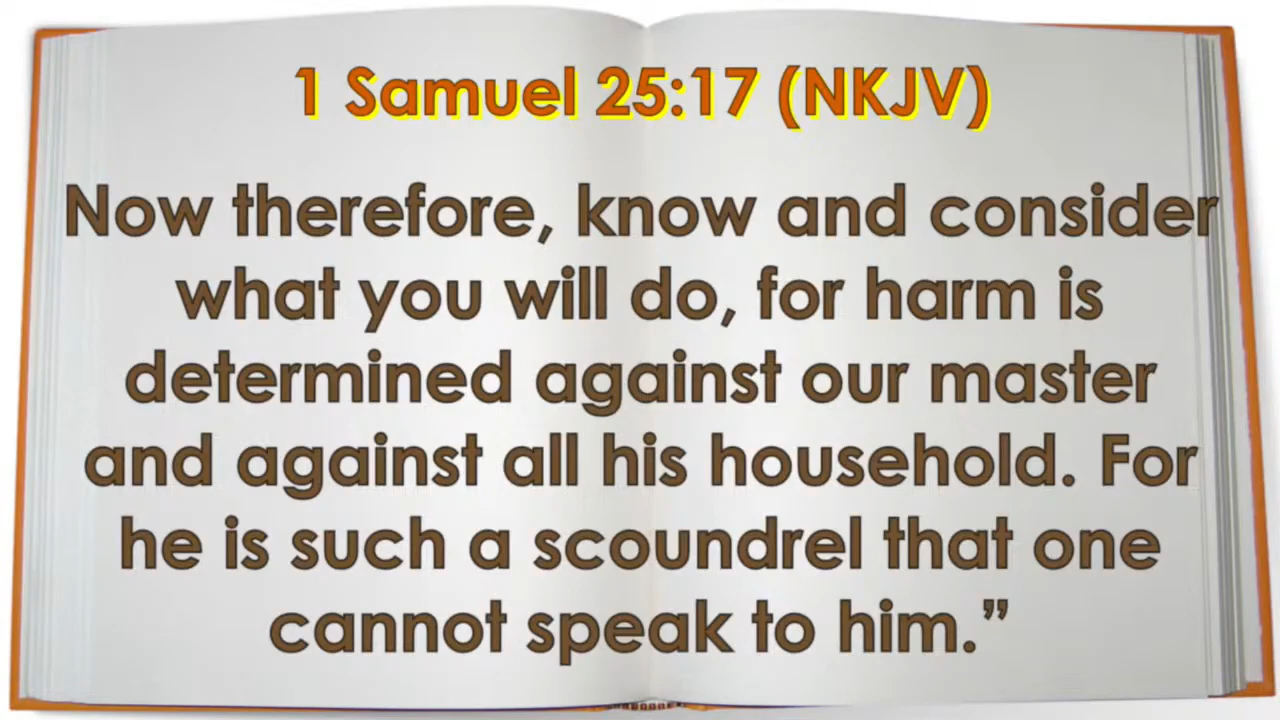 1 Samuel 25:17 (NKJV)
Now therefore, know and consider
what you will do, for harm is
determined against our master
and against all his household. For
he is such a scoundrel that one
cannot speak to him.”